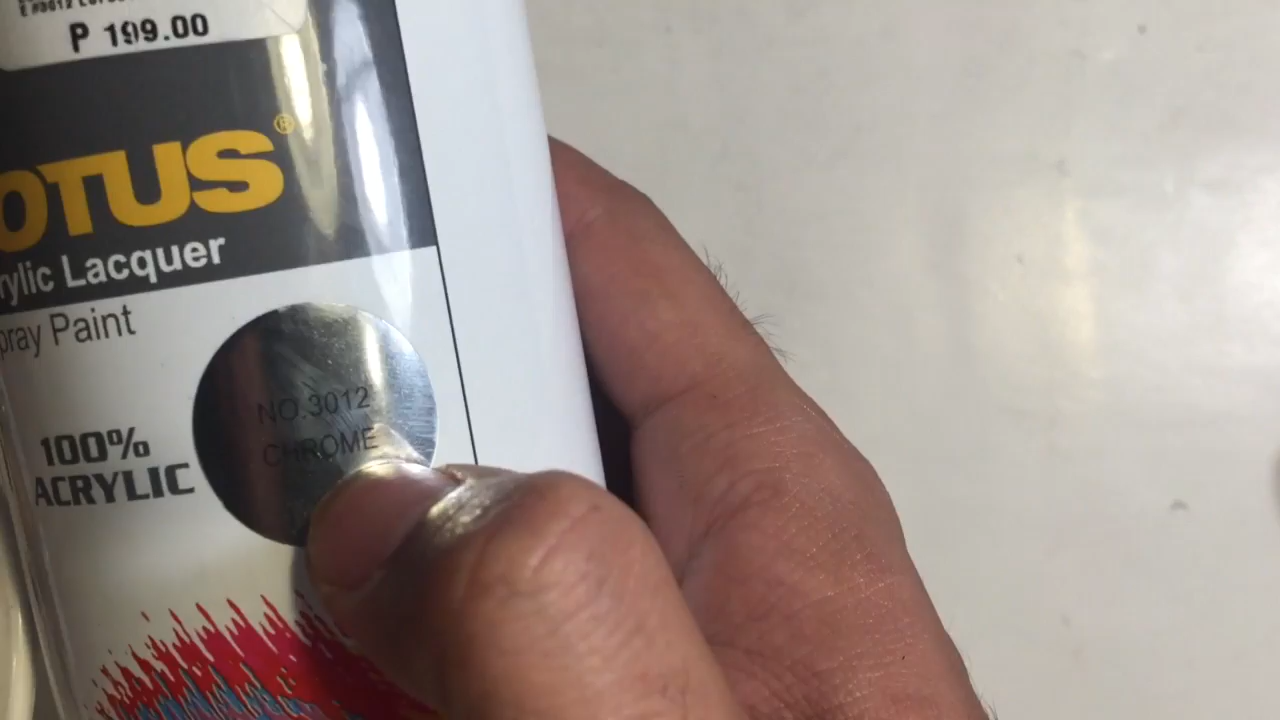 P 199.00
OTUS®
rylic Lacquer
pray Paint
NO.3012
CHROME
100%
ACRYLIC